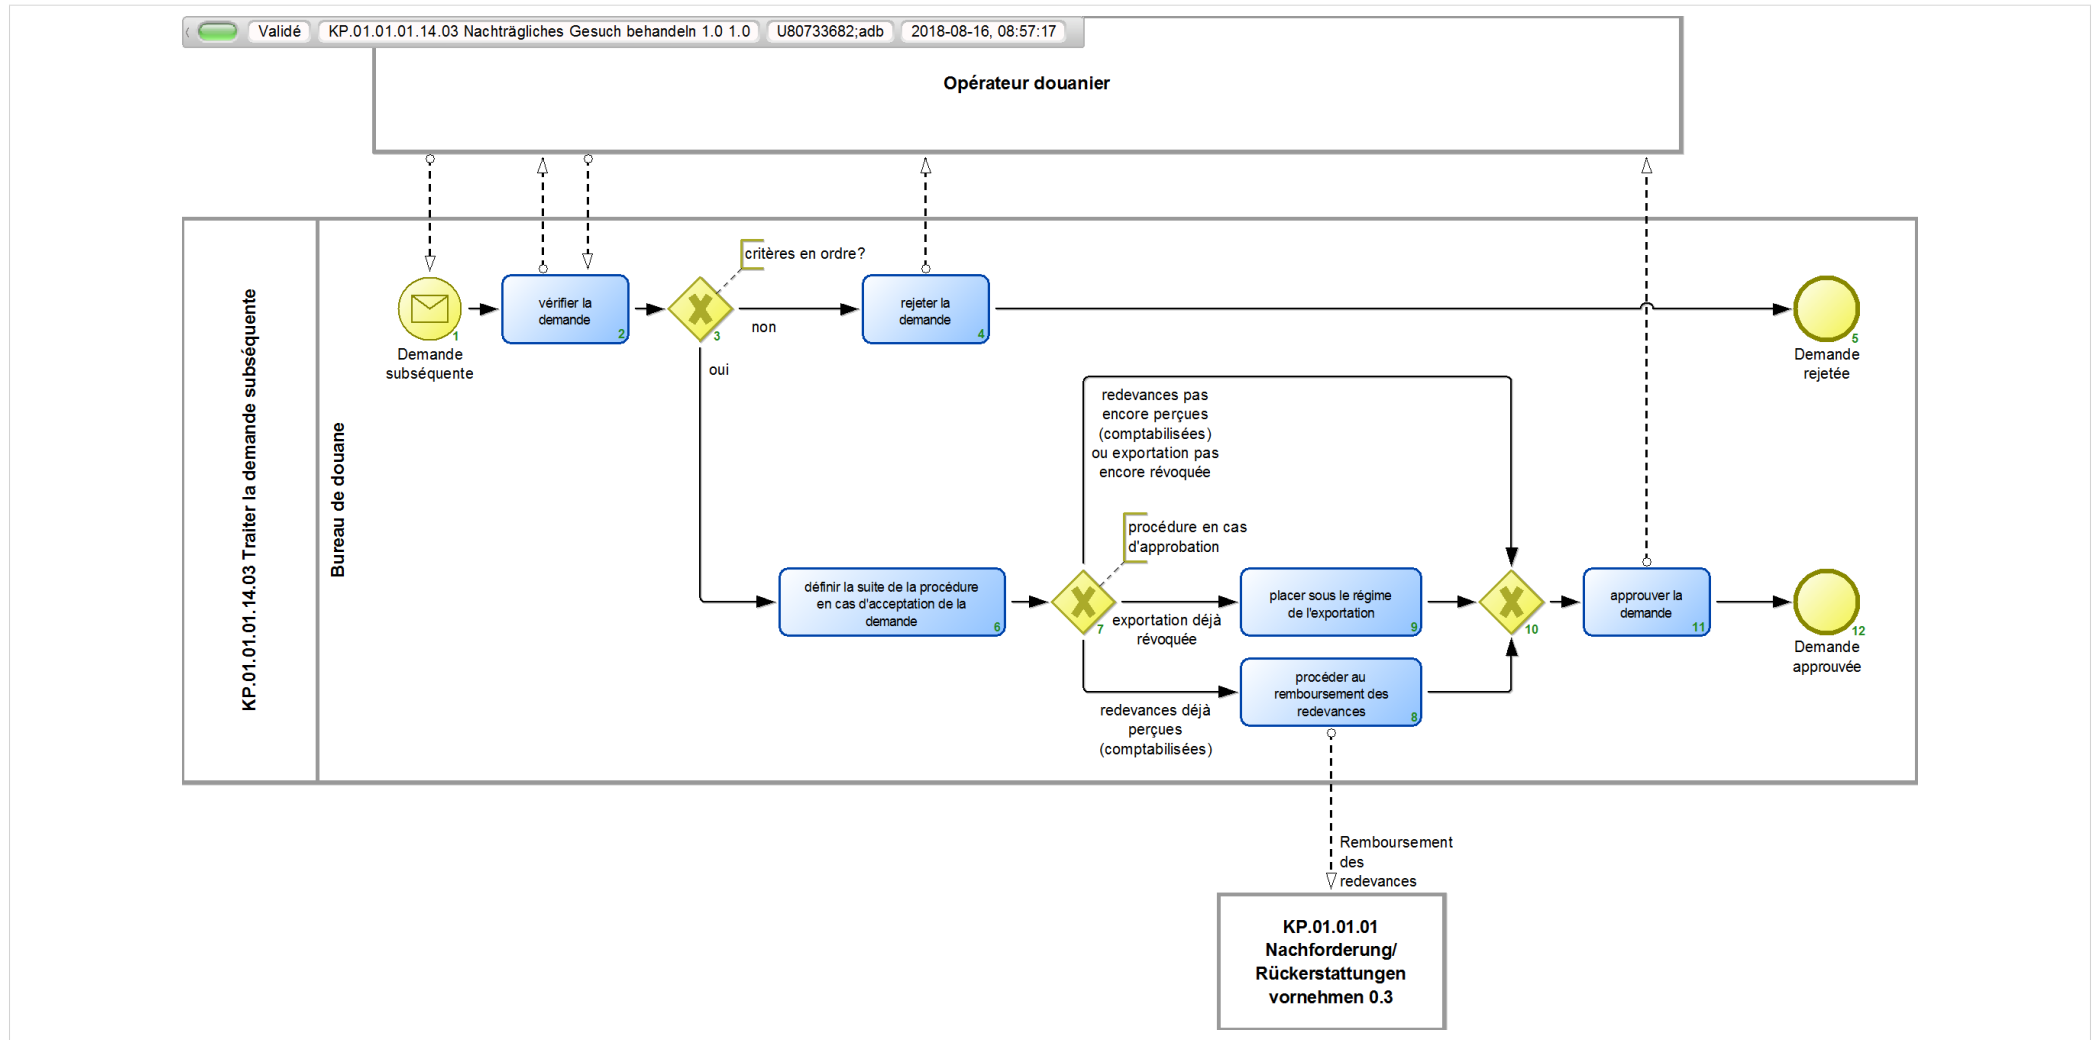 Validé
KP.01.01.01.14.03 Nachträgliches Gesuch behandeln 1.0 1.0
U80733682;adb
2018-08-16, 08:57:17
Opérateur douanier
KP.01.01.01.14.03 Traiter la demande subséquente
Bureau de douane
critères en ordre?
1
Demande
subséquente
vérifier la
demande
2
3
non
oui
rejeter la
demande
4
5
Demande
rejetée
redevances pas
encore perçues
(comptabilisées)
ou exportation pas
encore révoquée
procédure en cas
d'approbation
définir la suite de la procédure
en cas d'acceptation de la
demande
6
7
exportation déjà
révoquée
placer sous le régime
de l'exportation
9
10
approuver la
demande
11
12
Demande
approuvée
redevances déjà
perçues
(comptabilisées)
procéder au
remboursement des
redevances
8
Remboursement
des
redevances
KP.01.01.01
Nachforderung/
Rückerstattungen
vornehmen 0.3